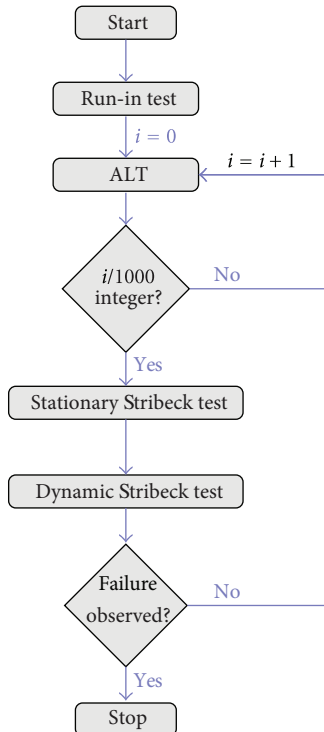 Start
Run-in test
i = 0
ALT
i = i + 1
i/1000
integer?
No
Yes
Stationary Stribeck test
Dynamic Stribeck test
Failure
observed?
No
Yes
Stop